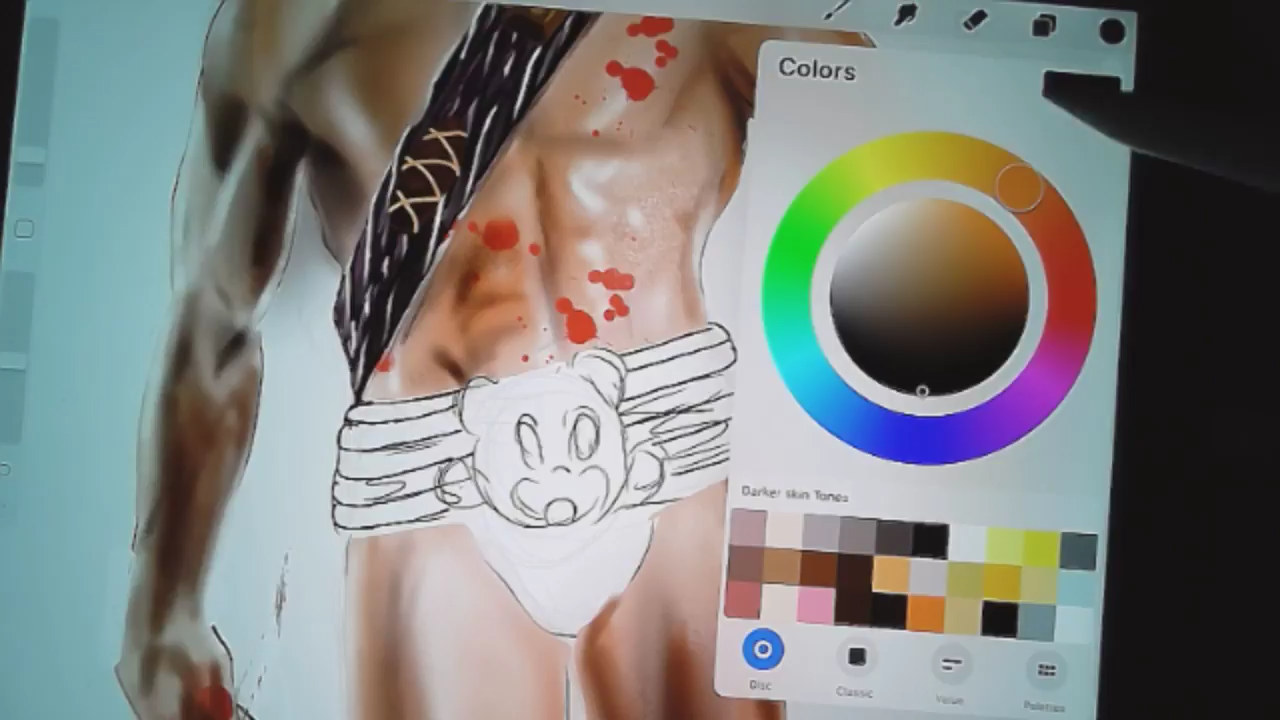 Colors
Darker skin Tones
Disc
Classic
Value
Palettes